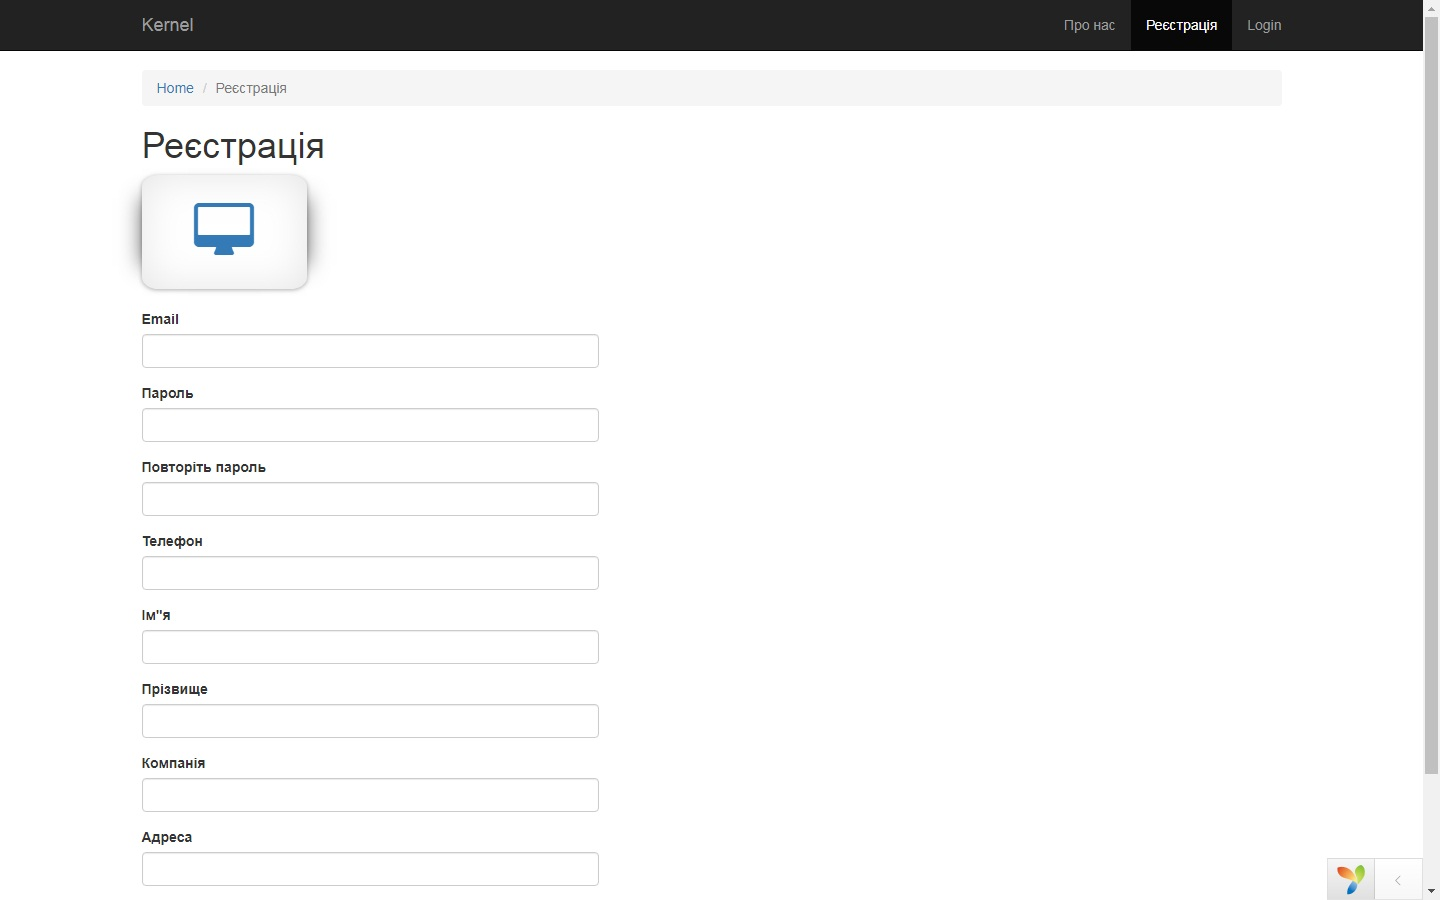 Kernel
Про нас
Реєстрація
Login
Home / Реєстрація
Реєстрація
Email
Пароль
Повторіть пароль
Телефон
Ім"я
Прізвище
Компанія
Адреса